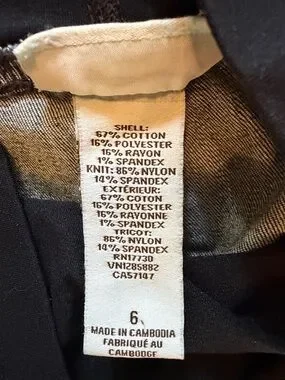 SHELL:
67% COTTON
16% POLYESTER
16% RAYON
1% SPANDEX
KNIT: 86% NYLON
14% SPANDEX
EXTÉRIEUR:
67% COTON
16% POLYESTER
16% RAYONNE
1% SPANDEX
TRICOT:
86% NYLON
14% SPANDEX
RN17730
VN1285882
CA57147
6
MADE IN CAMBODIA
FABRIQUÉ AU
CAMBODGE